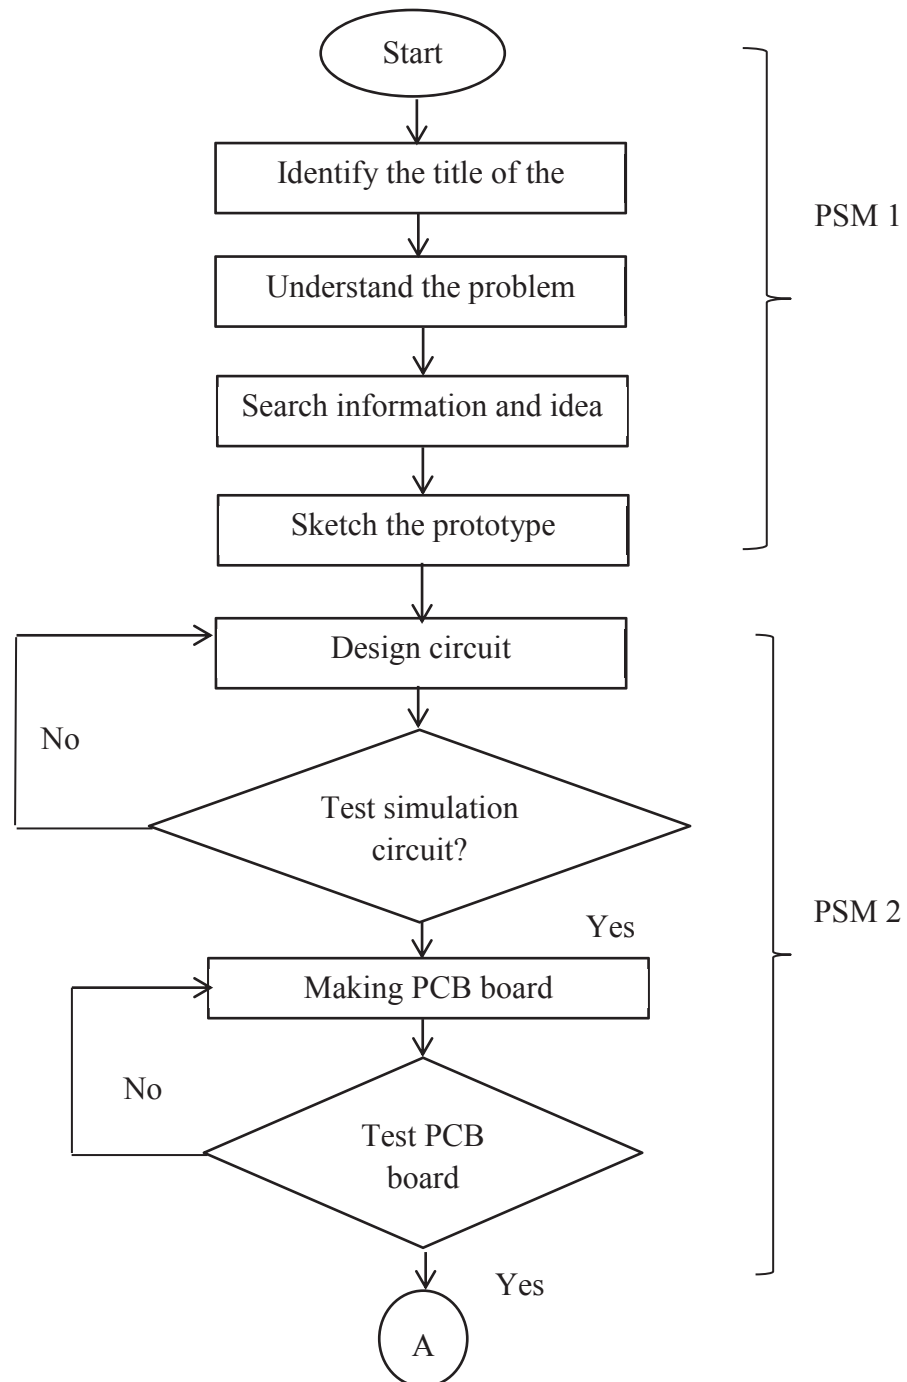 Start
Identify the title of the
PSM 1
Understand the problem
Search information and idea
Sketch the prototype
Design circuit
No
Test simulation
circuit?
Yes
PSM 2
Making PCB board
No
Test PCB
board
Yes
A